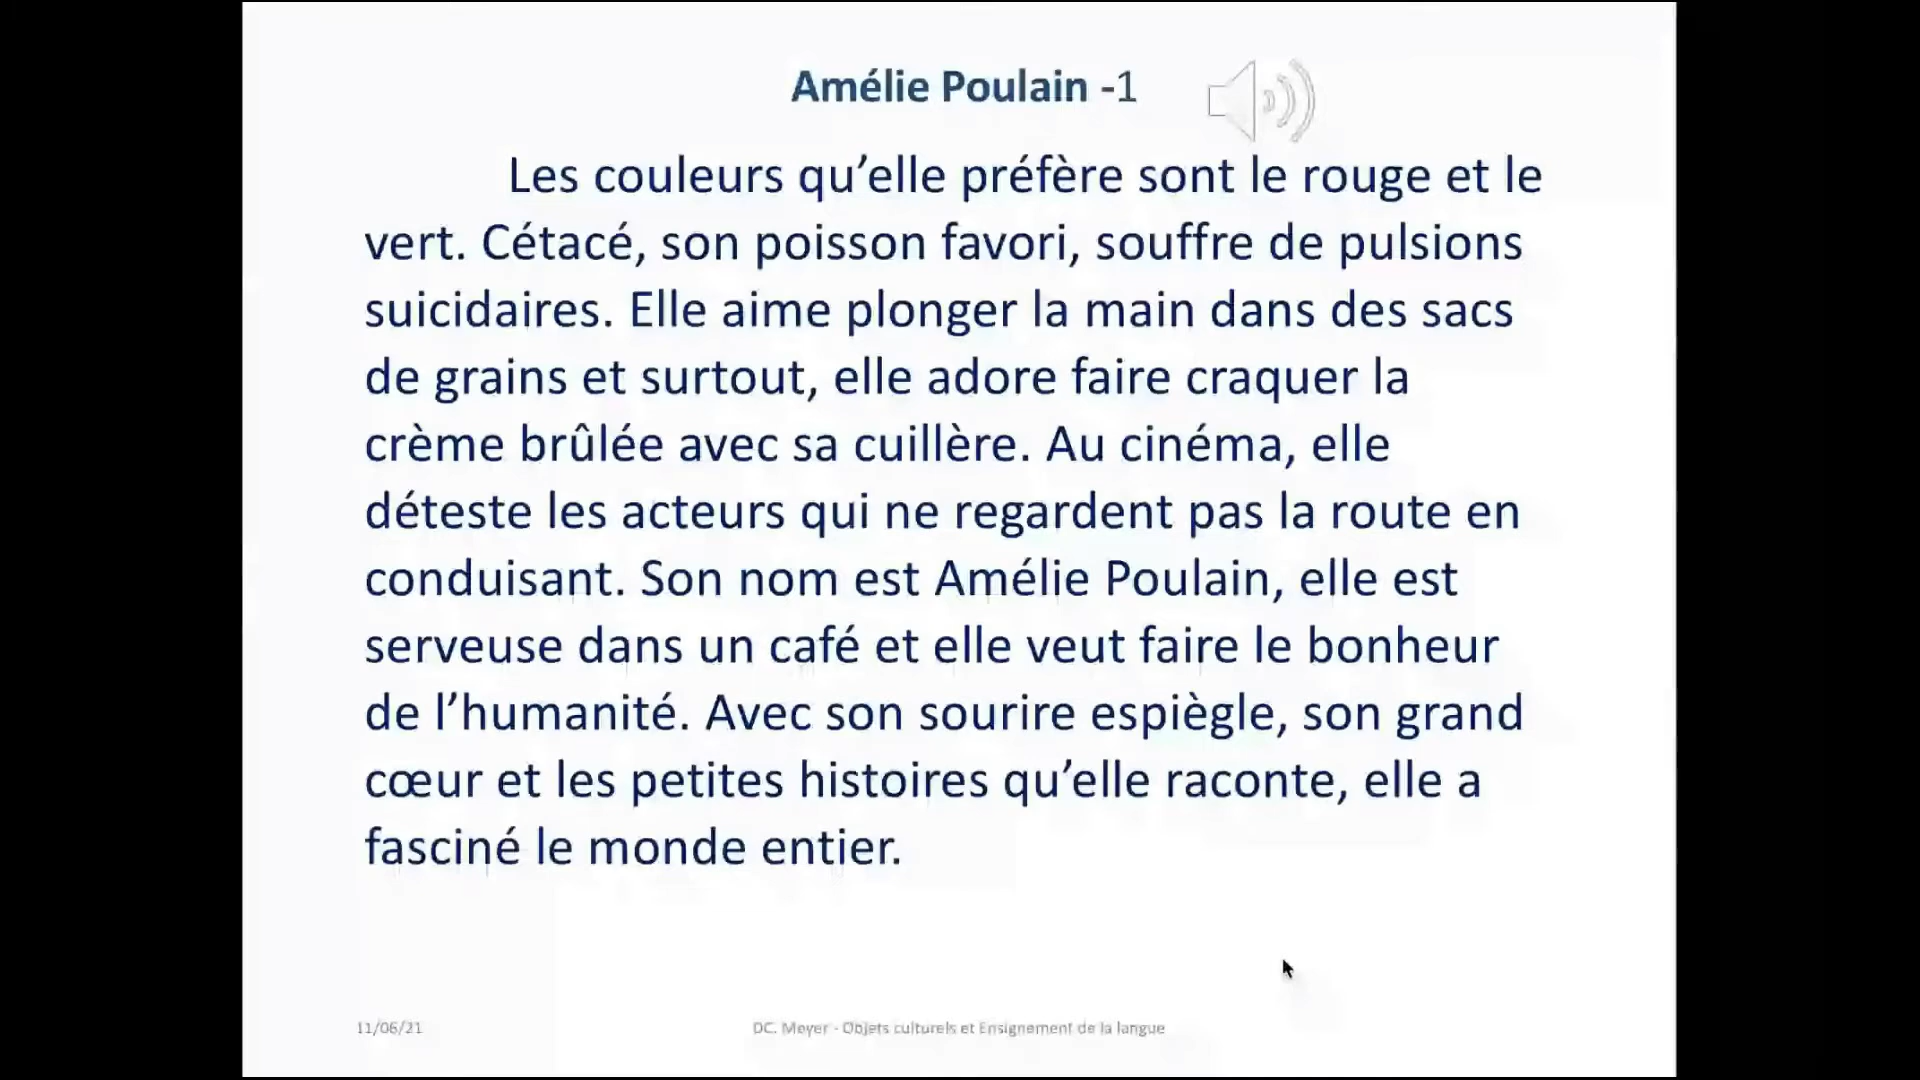 Amélie Poulain -1
Les couleurs qu’elle préfère sont le rouge et le
vert. Cétacé, son poisson favori, souffre de pulsions
suicidaires. Elle aime plonger la main dans des sacs
de grains et surtout, elle adore faire craquer la
crème brûlée avec sa cuillère. Au cinéma, elle
déteste les acteurs qui ne regardent pas la route en
conduisant. Son nom est Amélie Poulain, elle est
serveuse dans un café et elle veut faire le bonheur
de l’humanité. Avec son sourire espiègle, son grand
cœur et les petites histoires qu’elle raconte, elle a
fasciné le monde entier.
11/06/21
DC. Meyer - Objets culturels et Ensignement de la langue